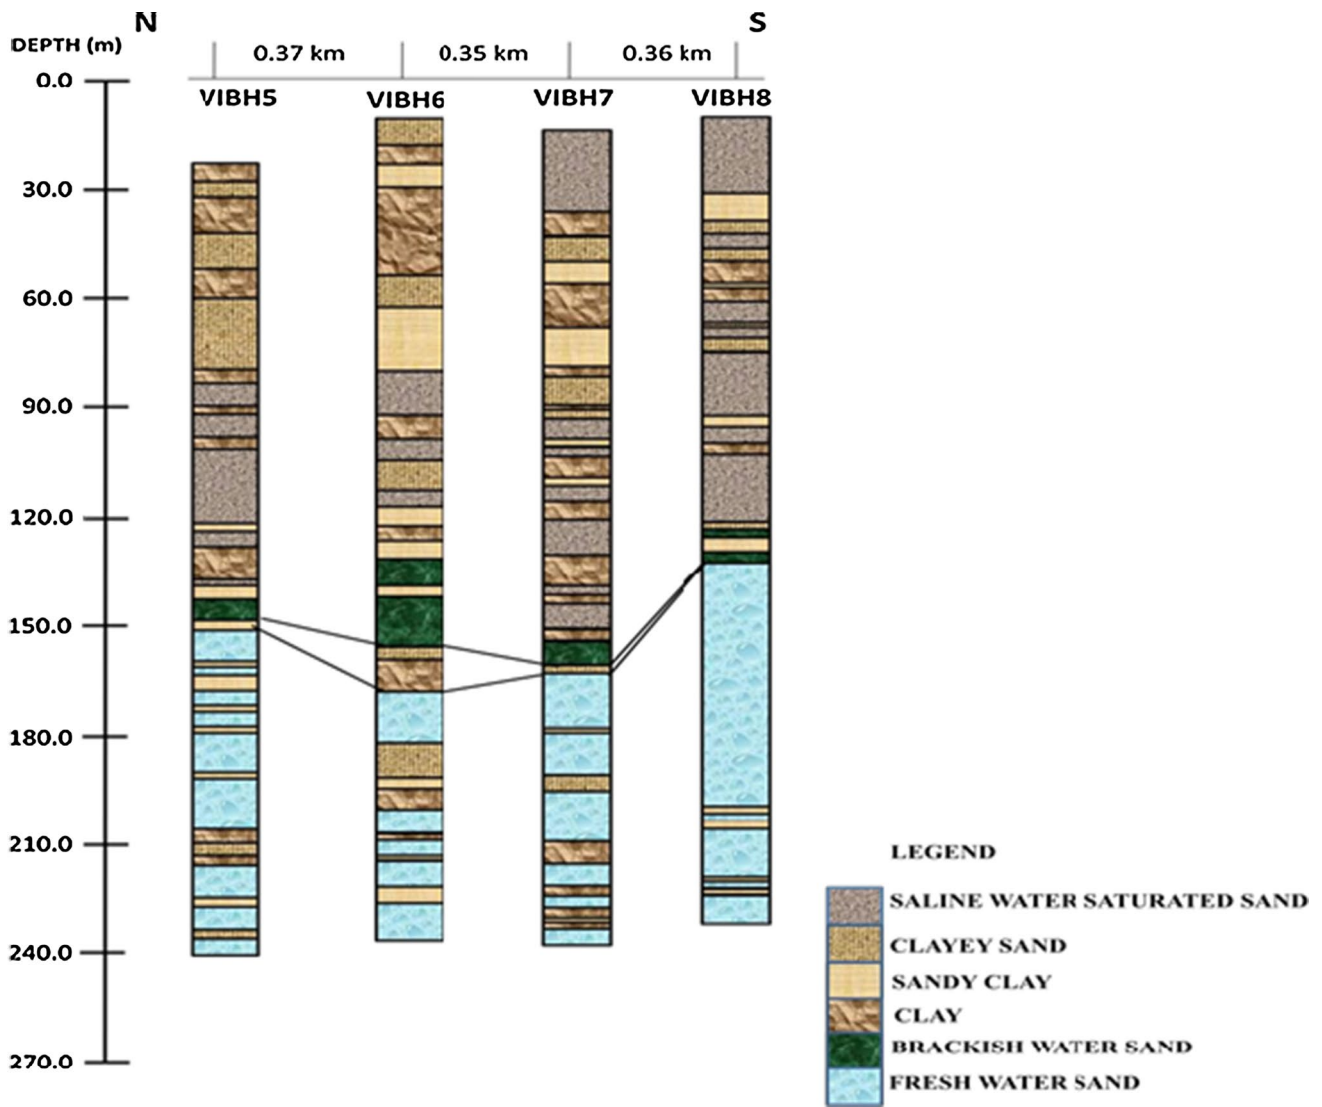 N S
DEPTH (m)
0.37 km 0.35 km 0.36 km
0.0
VIBH5 VIBH6 VIBH7 VIBH8
30.0
60.0
90.0
120.0
150.0
180.0
210.0
240.0
270.0
LEGEND
SALINE WATER SATURATED SAND
CLAYEY SAND
SANDY CLAY
CLAY
BRACKISH WATER SAND
FRESH WATER SAND